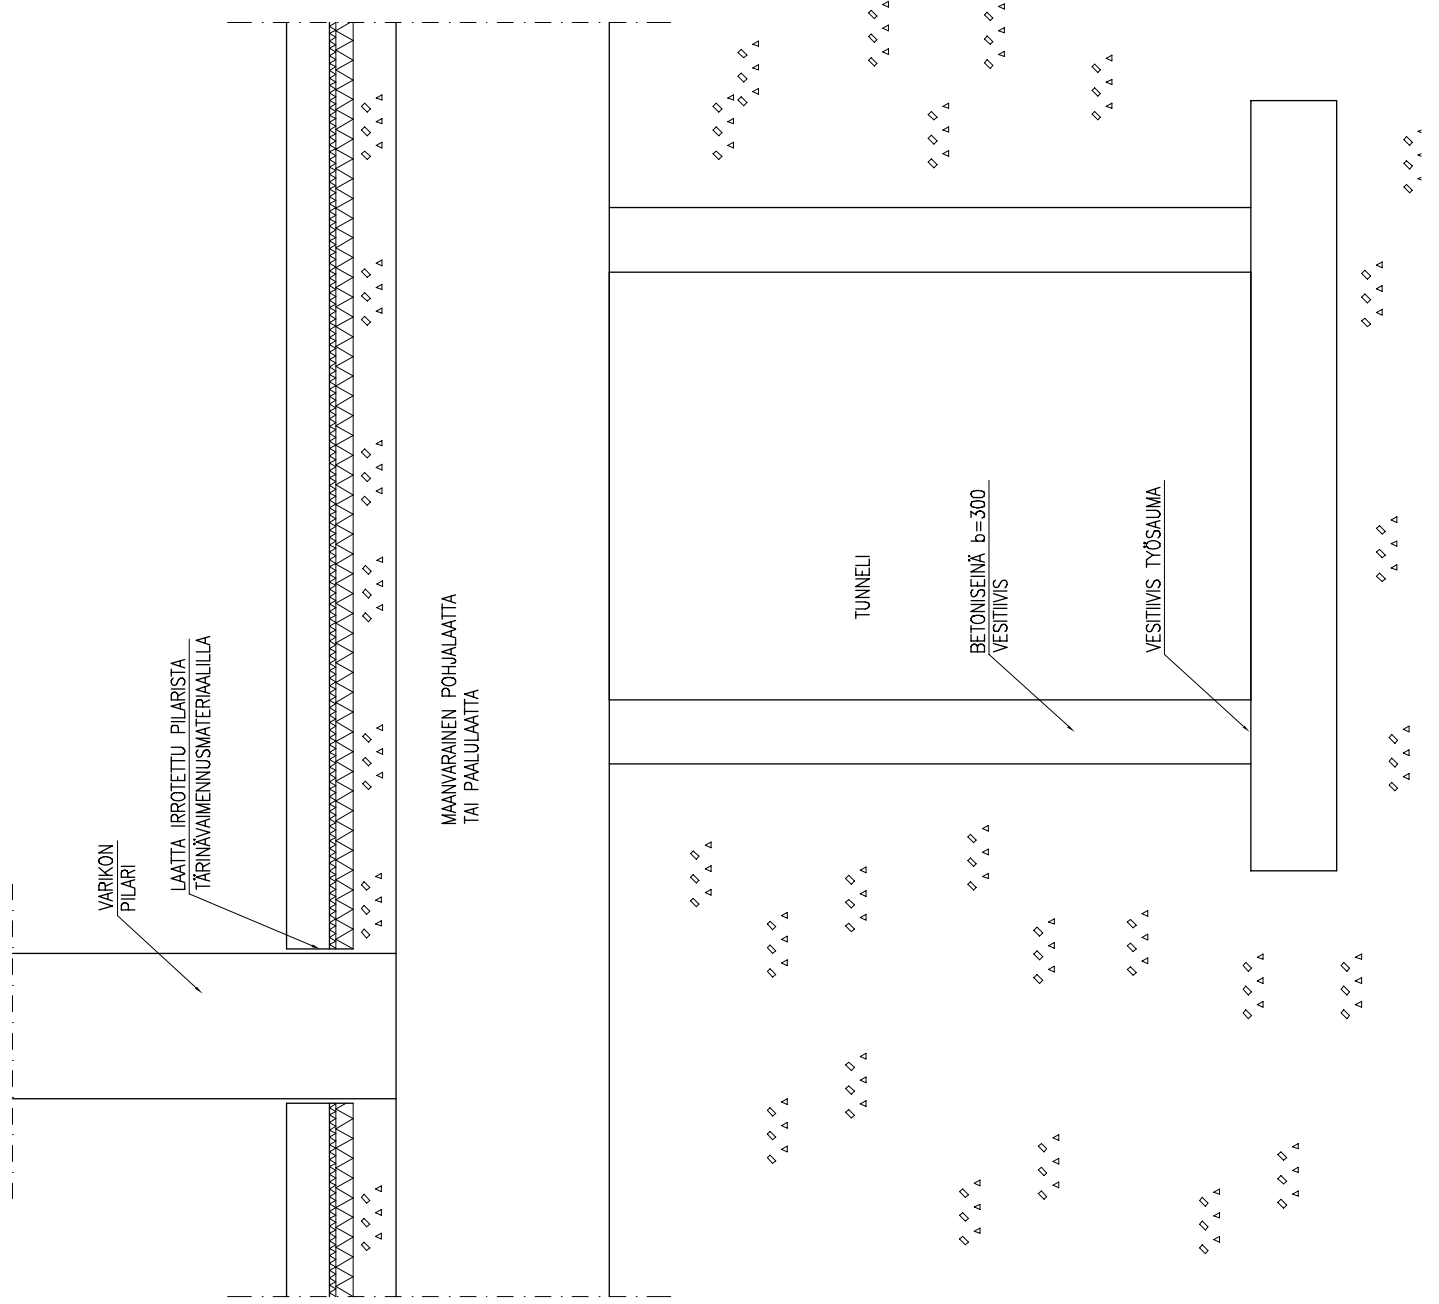 VARIKON
PILARI
LAATTA IRROTETTU PILARISTA
TÄRINÄVAIMENNUSMATERIAALILLA
MAANVARAINEN POHJALAATTA
TAI PAALULAATTA
TUNNELI
BETONISEINÄ b=300
VESITIIVIS
VESITIIVIS TYÖSAUMA